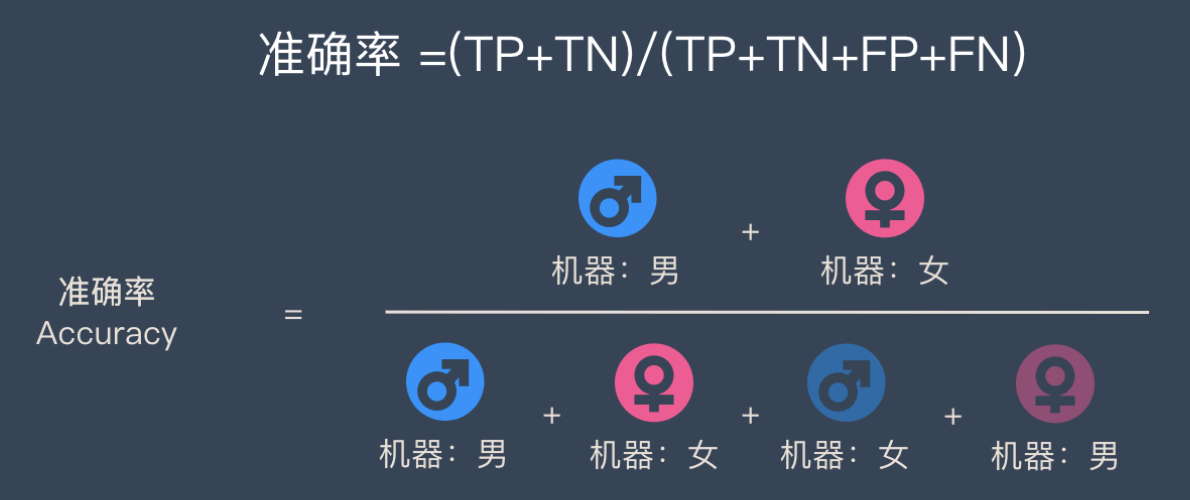 准确率 =(TP+TN)/(TP+TN+FP+FN)
+
机器：男 机器：女
准确率
Accuracy
=
+ + +
机器：男 机器：女 机器：女 机器：男